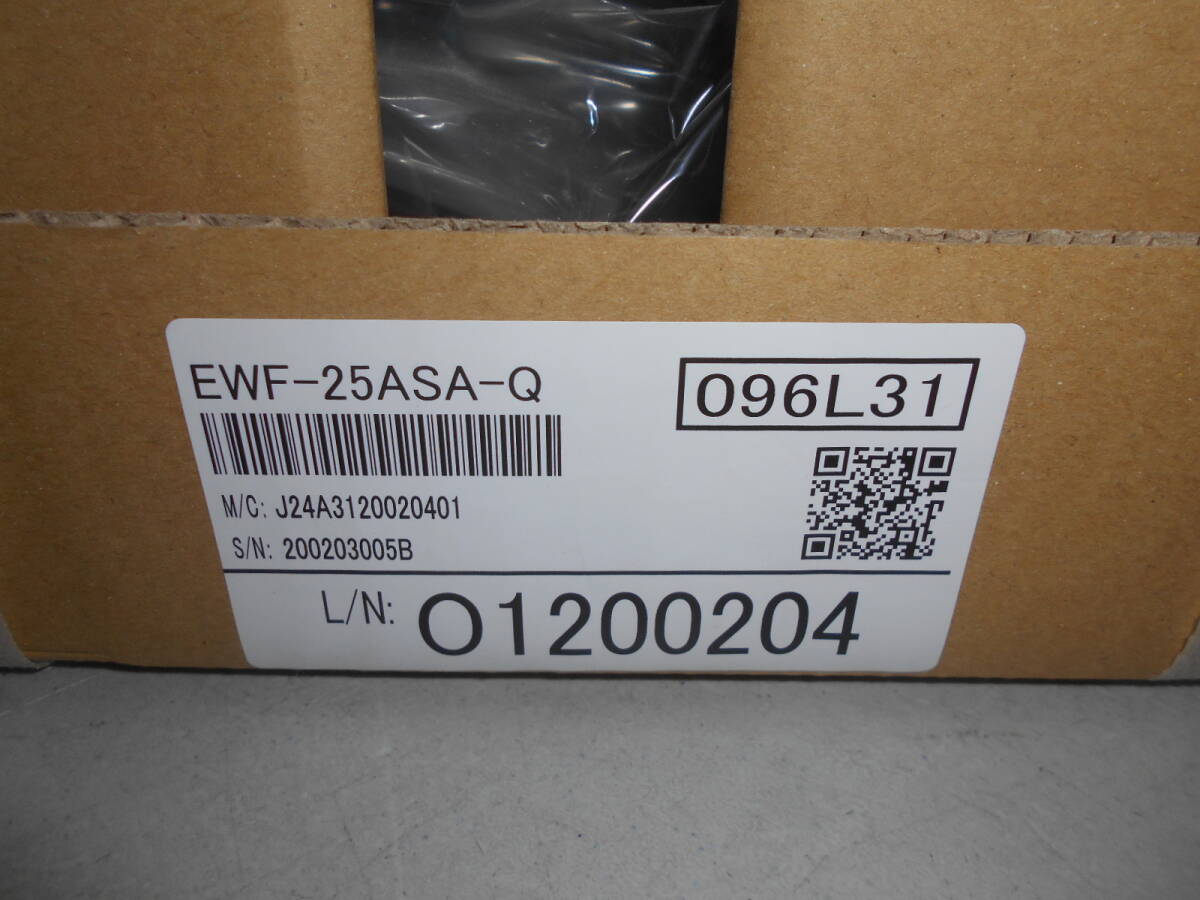 EWF-25ASA-Q
096L31
M/C: J24A3120020401
S/N: 200203005B
L/N: O1200204